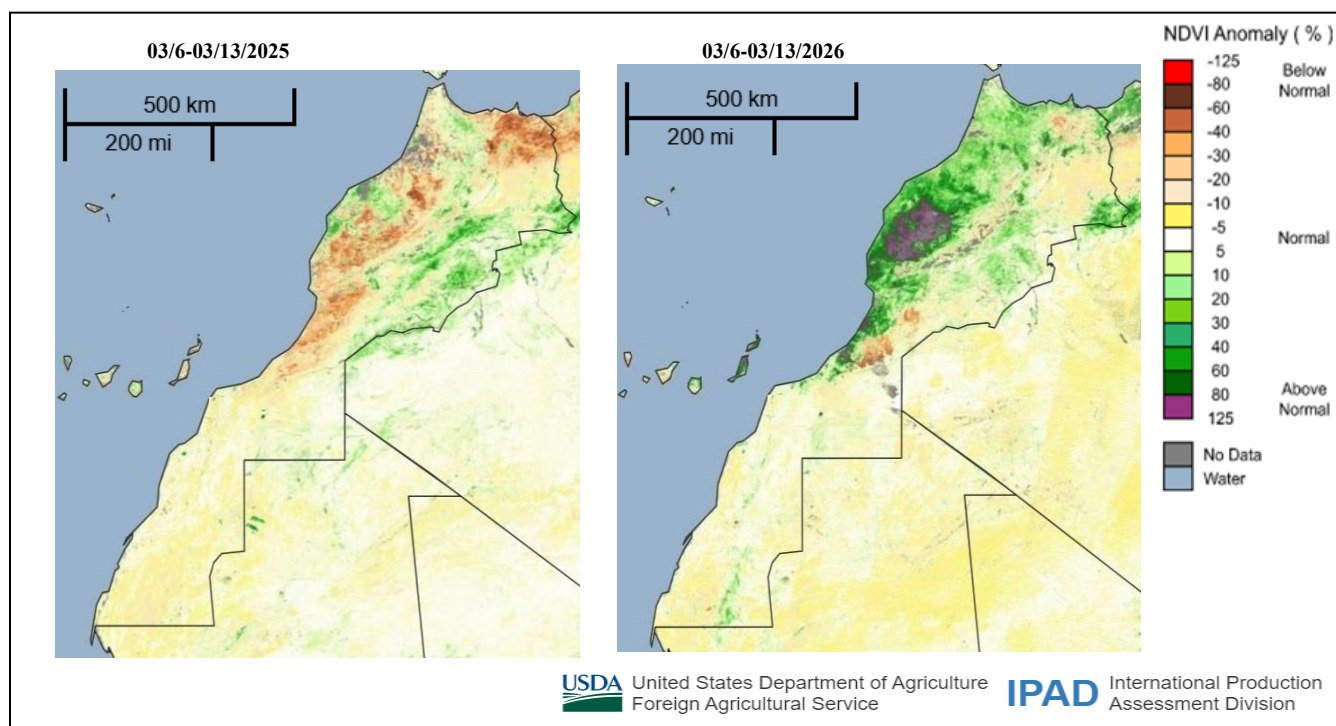 03/6-03/13/2025
03/6-03/13/2026
500 km
200 mi
500 km
200 mi
NDVI Anomaly ( % )
-125
-80
-60
-40
-30
-20
-10
-5
5
10
20
30
40
60
80
125
Below
Normal
Normal
Above
Normal
No Data
Water
USDA United States Department of Agriculture
Foreign Agricultural Service
IPAD International Production
Assessment Division